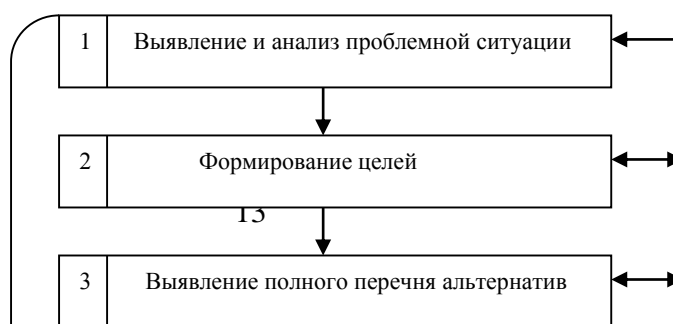 1 Выявление и анализ проблемной ситуации
2 Формирование целей
13
3 Выявление полного перечня альтернатив